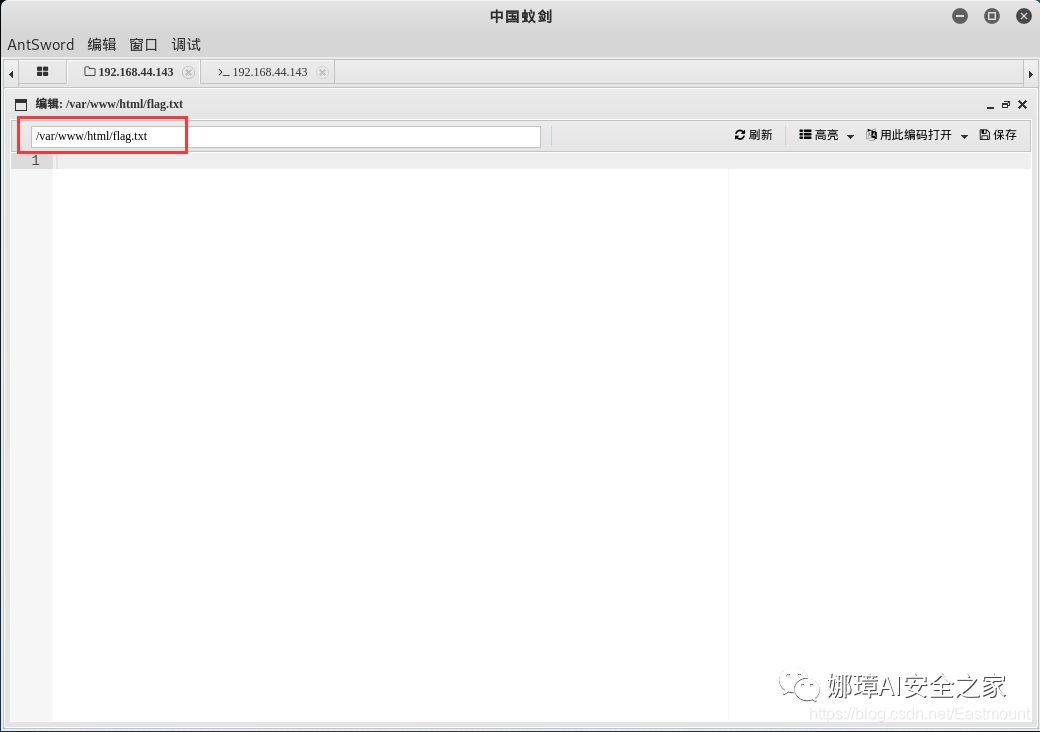 中国蚁剑
AntSword 编辑 窗口 调试
192.168.44.143 >_ 192.168.44.143
编辑: /var/www/html/flag.txt
/var/www/html/flag.txt 刷新 高亮 用此编码打开 保存
1
娜璋AI安全之家
https://blog.csdn.net/Eastmount